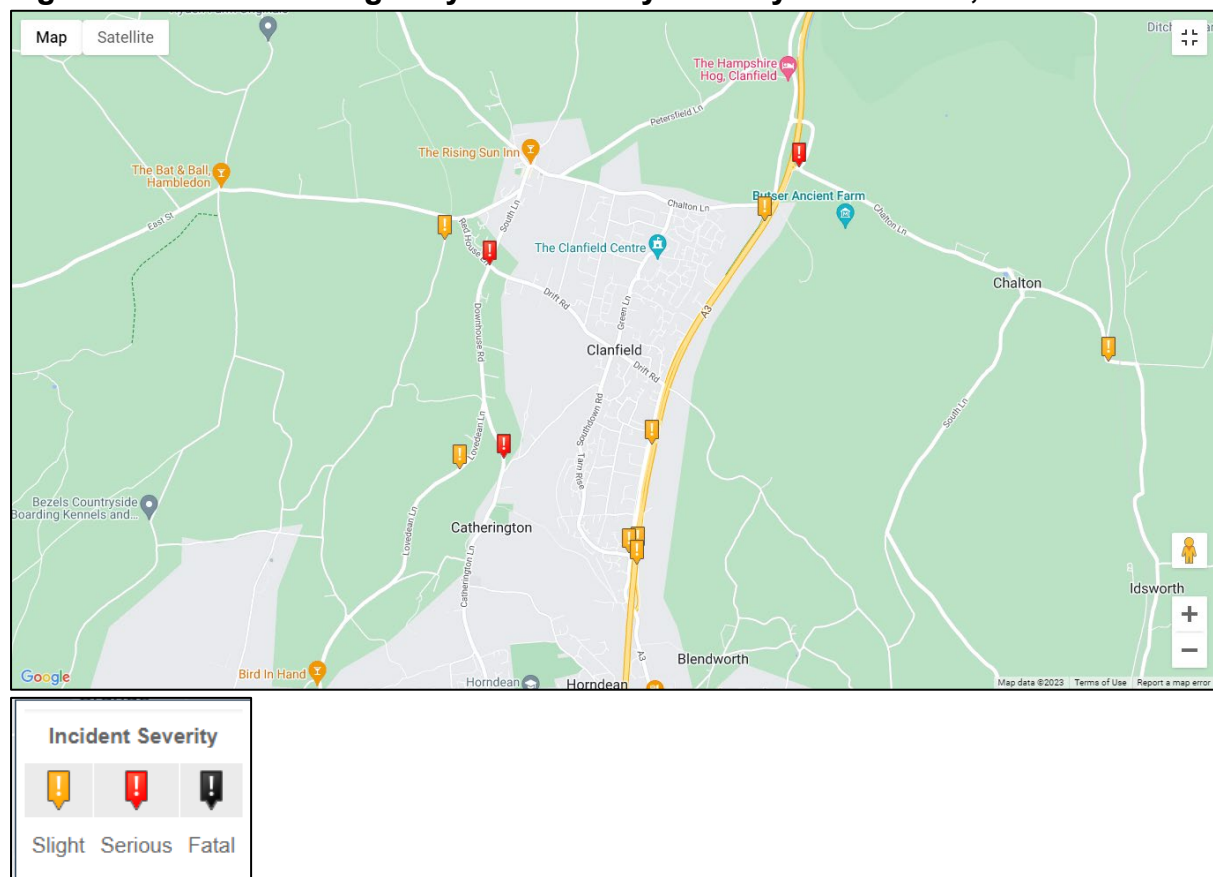 Map Satellite
Ditch
The Hampshire
Hog, Clanfield
Petersfield Ln
The Rising Sun Inn
The Bat & Ball,
Hambledon
East St
Red House
South Ln
Chalton Ln
Butser Ancient Farm
Chalton Ln
The Clanfield Centre
Chalton
Drift Rd
Green Ln
A3
Downhouse Rd
Clanfield
Drift Rd
Southdown Rd
South Ln
Lovedean Ln
Tarn Rise
Bezels Countryside
Boarding Kennels and...
Catherington
Lovedean Ln
Catherington Ln
Idsworth
Bird In Hand
A3
Blendworth
Horndean
Horndean
Google
Map data ©2023 Terms of Use Report a map error
Incident Severity
Slight Serious Fatal